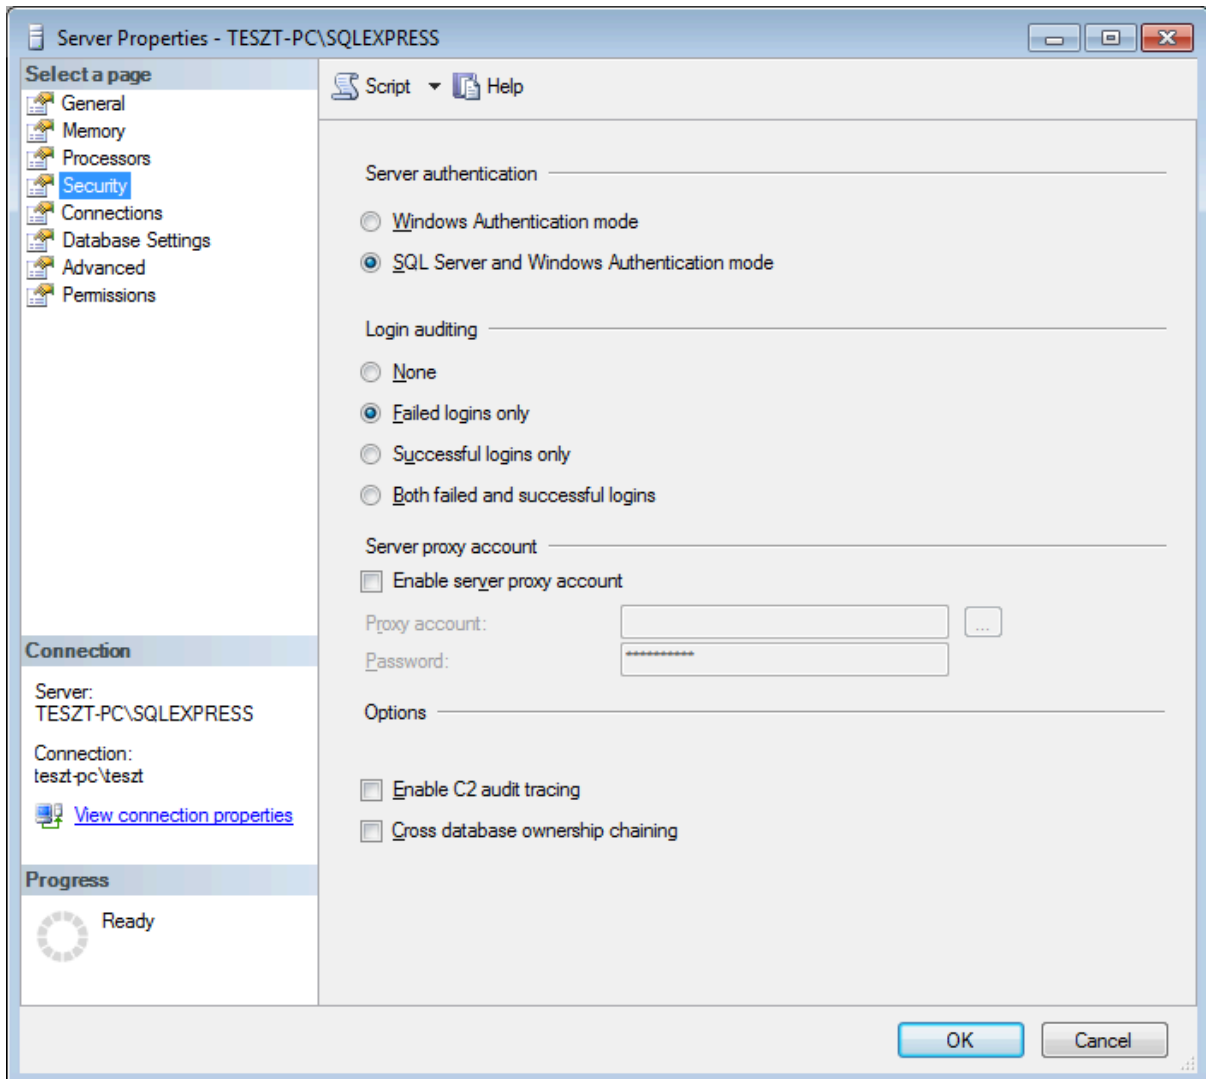 Server Properties - TESZT-PC\SQLEXPRESS
Select a page
General
Memory
Processors
Security
Connections
Database Settings
Advanced
Permissions
Connection
Server:
TESZT-PC\SQLEXPRESS
Connection:
teszt-pc\teszt
View connection properties
Progress
Ready
Script Help
Server authentication
Windows Authentication mode
SQL Server and Windows Authentication mode
Login auditing
None
Failed logins only
Successful logins only
Both failed and successful logins
Server proxy account
Enable server proxy account
Proxy account: ...
Password: **********
Options
Enable C2 audit tracing
Cross database ownership chaining
OK Cancel